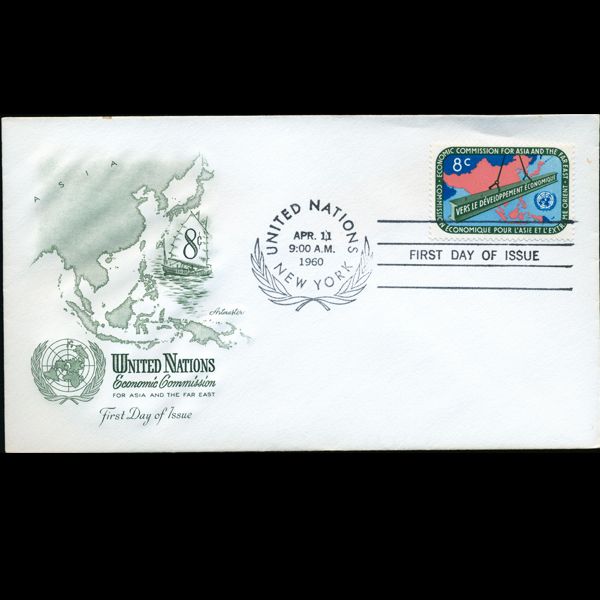 ASIA
8c
Artmaster
UNITED NATIONS
Economic Commission
FOR ASIA AND THE FAR EAST
First Day of Issue
UNITED NATIONS
APR. 11
9:00 A.M.
1960
NEW YORK
ECONOMIC COMMISSION FOR ASIA AND THE FAR EAST
8c
VERS LE DÉVELOPPEMENT ÉCONOMIQUE
COMMISSION ÉCONOMIQUE POUR L'ASIE ET L'EXTRÊME ORIENT
FIRST DAY OF ISSUE